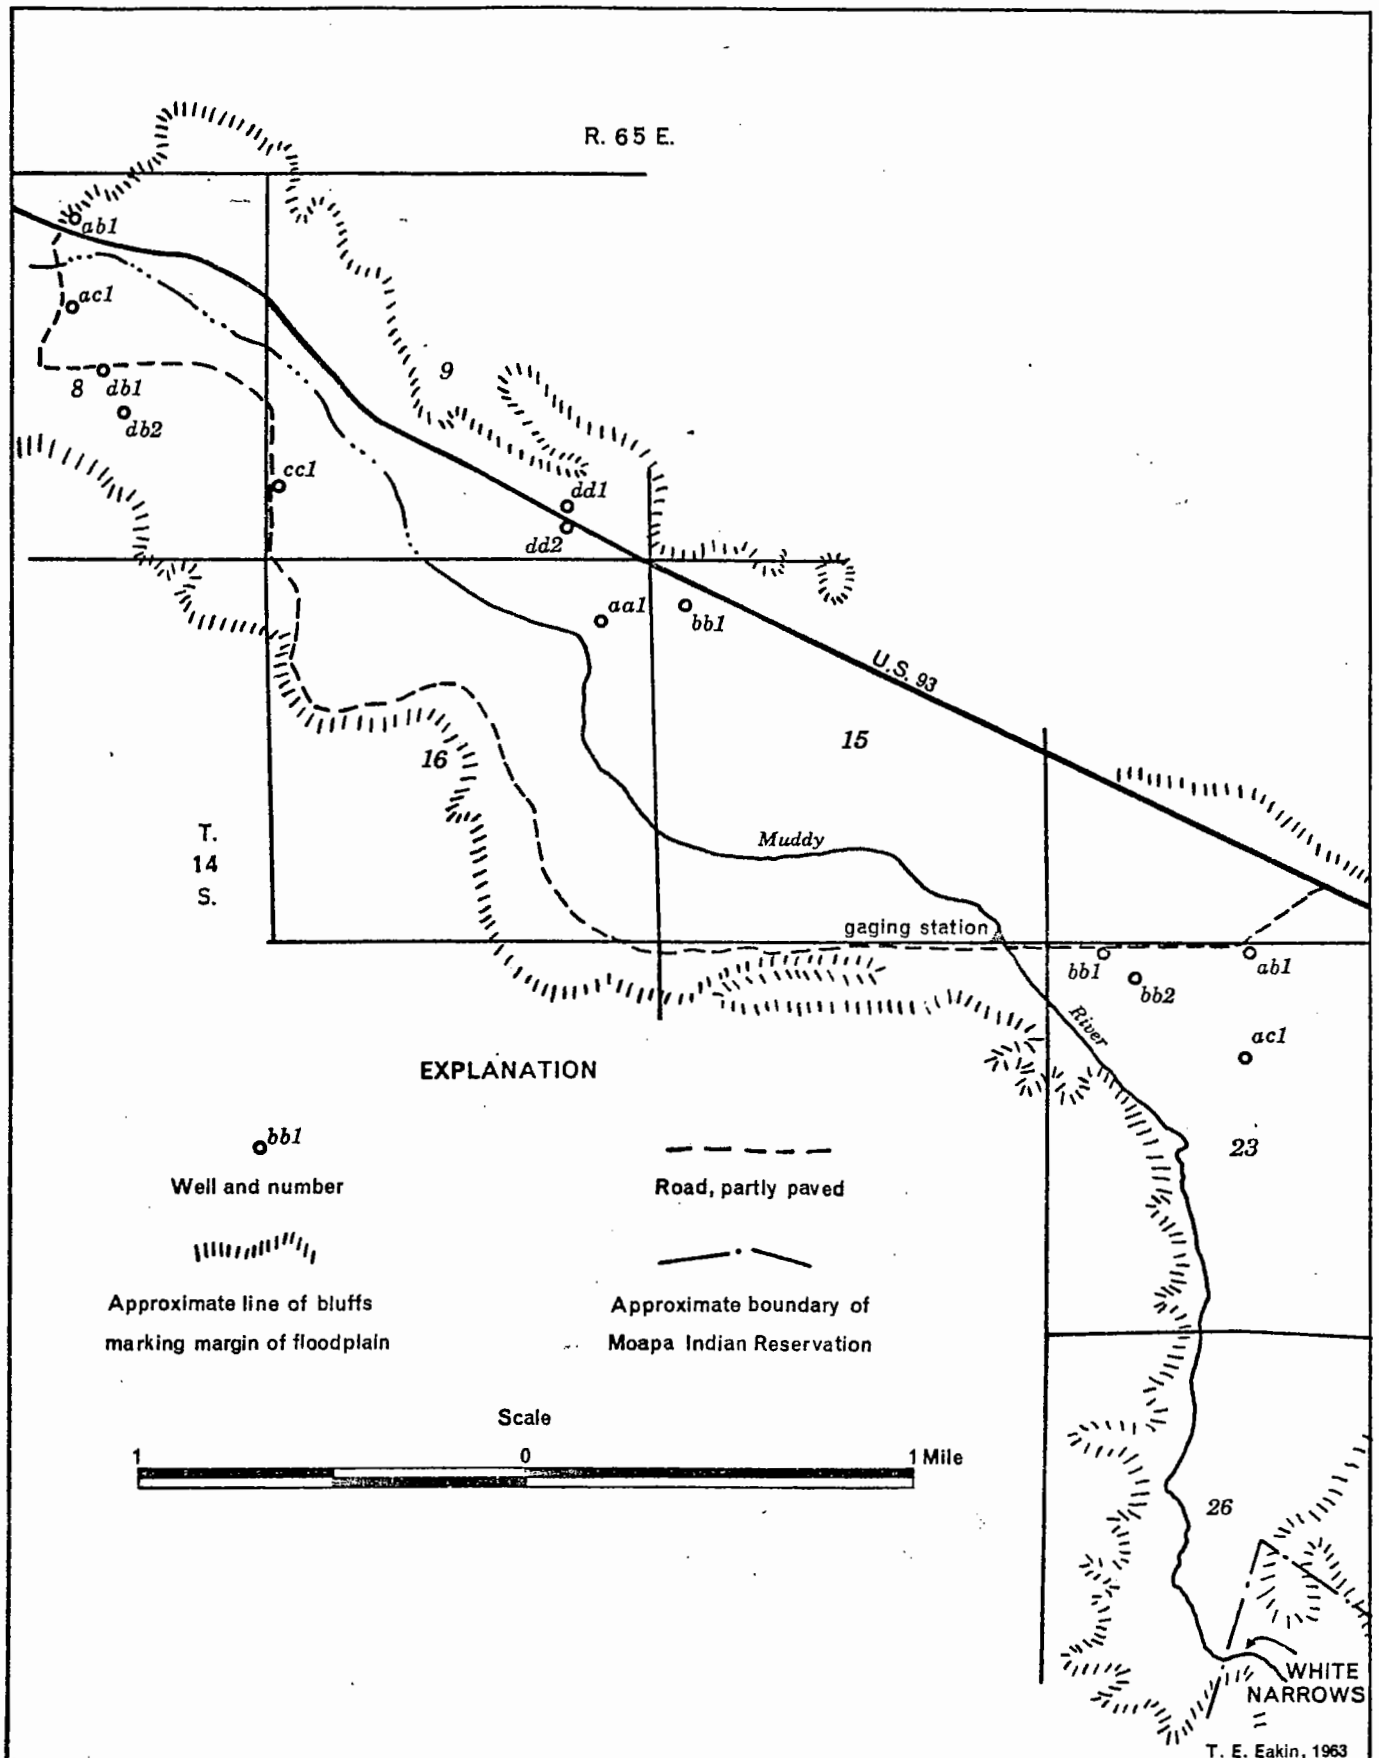 R. 65 E.
ab1
ac1
9
8
db1
db2
cc1
dd1
dd2
aa1
bb1
U.S. 93
15
16
T.
14
S.
Muddy
gaging station
bb1
ab1
bb2
River
ac1
EXPLANATION
bb1
23
Well and number
Road, partly paved
Approximate line of bluffs
marking margin of floodplain
Approximate boundary of
Moapa Indian Reservation
Scale
1
0
1 Mile
26
WHITE
NARROWS
T. E. Eakin, 1963